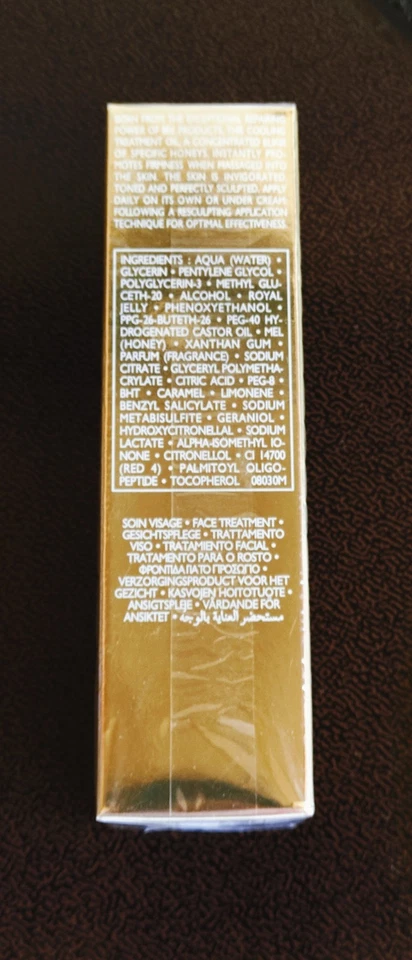 BORN FROM THE EXCEPTIONAL REPAIRING
POWER OF BEE PRODUCTS, THIS COOLING
TREATMENT OIL, A CONCENTRATED ELIXIR
OF SPECIFIC HONEYS, INSTANTLY PRO-
MOTES FIRMNESS WHEN MASSAGED INTO
THE SKIN. THE SKIN IS INVIGORATED,
TONED AND PERFECTLY SCULPTED. APPLY
DAILY ON ITS OWN OR UNDER CREAM,
FOLLOWING A RESCULPTING APPLICATION
TECHNIQUE FOR OPTIMAL EFFECTIVENESS.
INGREDIENTS : AQUA (WATER) •
GLYCERIN • PENTYLENE GLYCOL •
POLYGLYCERIN-3 • METHYL GLU-
CETH-20 • ALCOHOL • ROYAL
JELLY • PHENOXYETHANOL •
PPG-26-BUTETH-26 • PEG-40 HY-
DROGENATED CASTOR OIL • MEL
(HONEY) • XANTHAN GUM •
PARFUM (FRAGRANCE) • SODIUM
CITRATE • GLYCERYL POLYMETHA-
CRYLATE • CITRIC ACID • PEG-8 •
BHT • CARAMEL • LIMONENE •
BENZYL SALICYLATE • SODIUM
METABISULFITE • GERANIOL •
HYDROXYCITRONELLAL • SODIUM
LACTATE • ALPHA-ISOMETHYL IO-
NONE • CITRONELLOL • CI 14700
(RED 4) • PALMITOYL OLIGO-
PEPTIDE • TOCOPHEROL 08030M
SOIN VISAGE • FACE TREATMENT •
GESICHTSPFLEGE • TRATTAMENTO
VISO • TRATAMIENTO FACIAL •
TRATAMENTO PARA O ROSTO •
ΦΡΟΝΤΙΔΑ ΓΙΑ ΤΟ ΠΡΟΣΩΠΟ •
VERZORGINGSPRODUCT VOOR HET
GEZICHT • KASVOJEN HOITOTUOTE •
ANSIGTSPLEJE • VÅRDANDE FÖR
ANSIKTET • مستحضر العناية بالوجه •